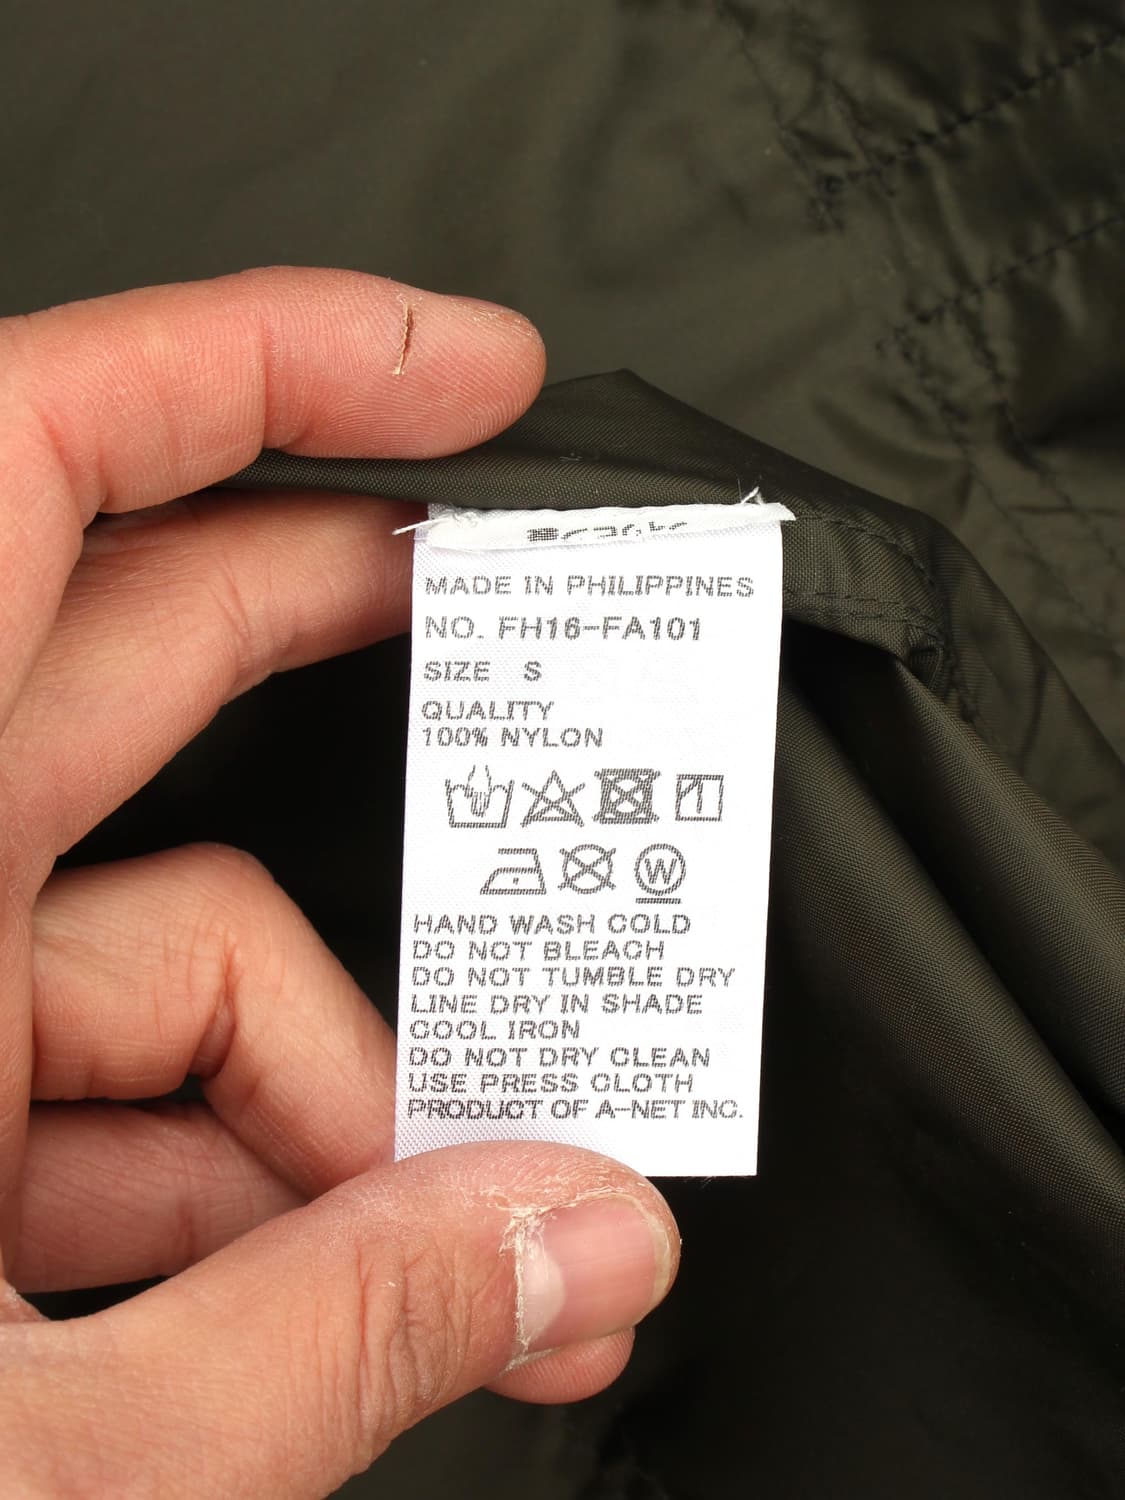 MADE IN PHILIPPINES
NO. FH16-FA101
SIZE S
QUALITY
100% NYLON
W
HAND WASH COLD
DO NOT BLEACH
DO NOT TUMBLE DRY
LINE DRY IN SHADE
COOL IRON
DO NOT DRY CLEAN
USE PRESS CLOTH
PRODUCT OF A-NET INC.